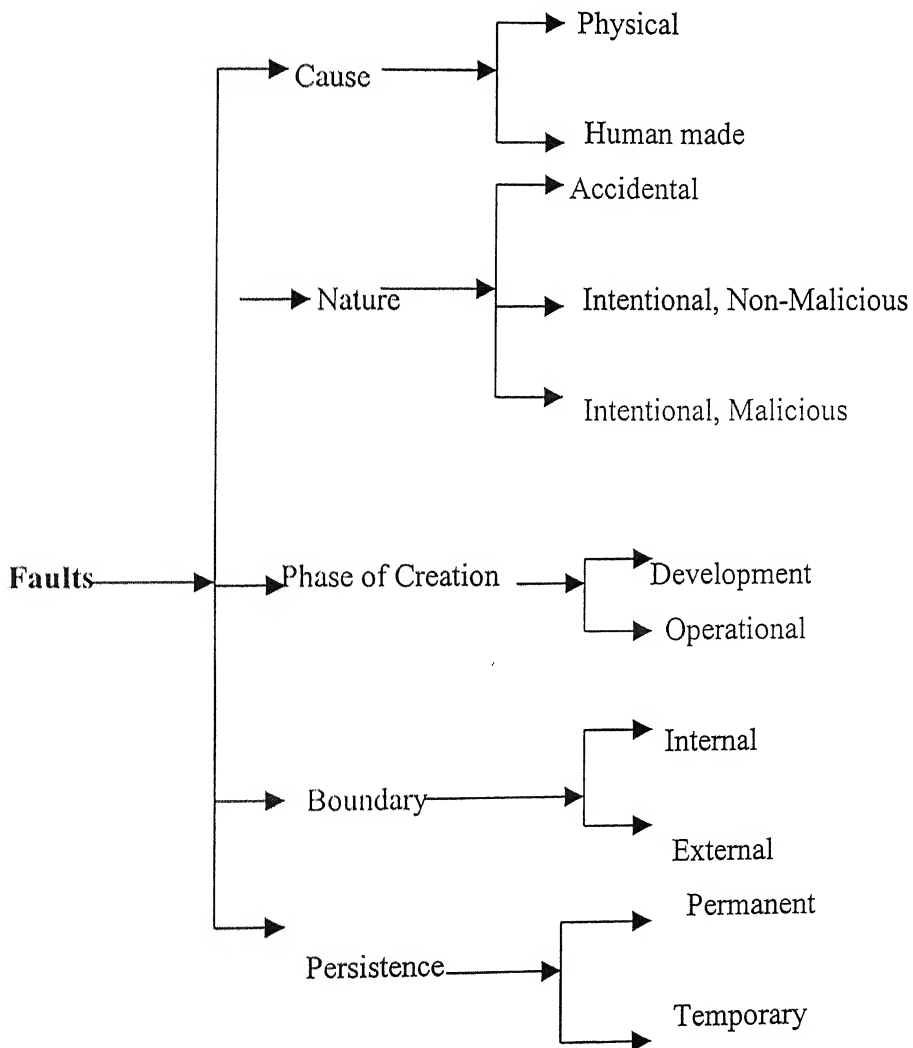 Physical
Cause
Human made
Accidental
Nature
Intentional, Non-Malicious
Intentional, Malicious
Faults
Phase of Creation
Development
Operational
Internal
Boundary
External
Permanent
Persistence
Temporary